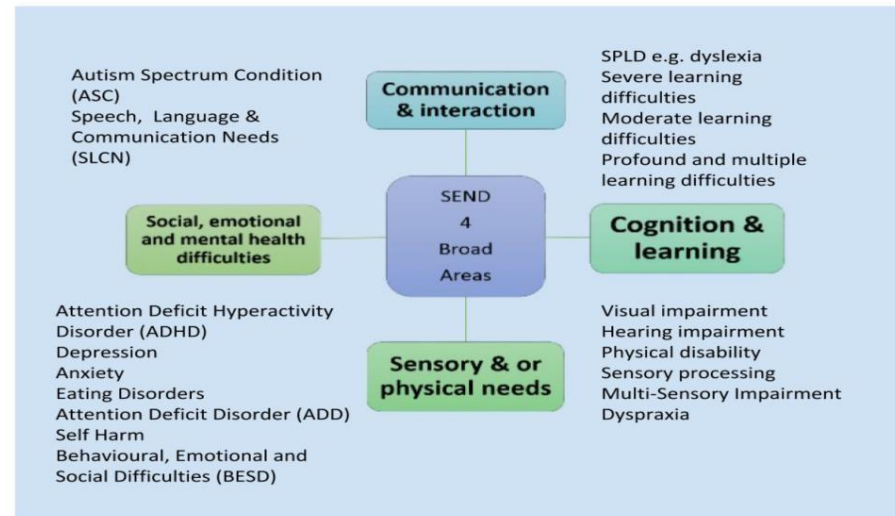 Autism Spectrum Condition
(ASC)
Speech, Language &
Communication Needs
(SLCN)
Communication
& interaction
SPLD e.g. dyslexia
Severe learning
difficulties
Moderate learning
difficulties
Profound and multiple
learning difficulties
Social, emotional
and mental health
difficulties
SEND
4
Broad
Areas
Cognition &
learning
Attention Deficit Hyperactivity
Disorder (ADHD)
Depression
Anxiety
Eating Disorders
Attention Deficit Disorder (ADD)
Self Harm
Behavioural, Emotional and
Social Difficulties (BESD)
Sensory & or
physical needs
Visual impairment
Hearing impairment
Physical disability
Sensory processing
Multi-Sensory Impairment
Dyspraxia